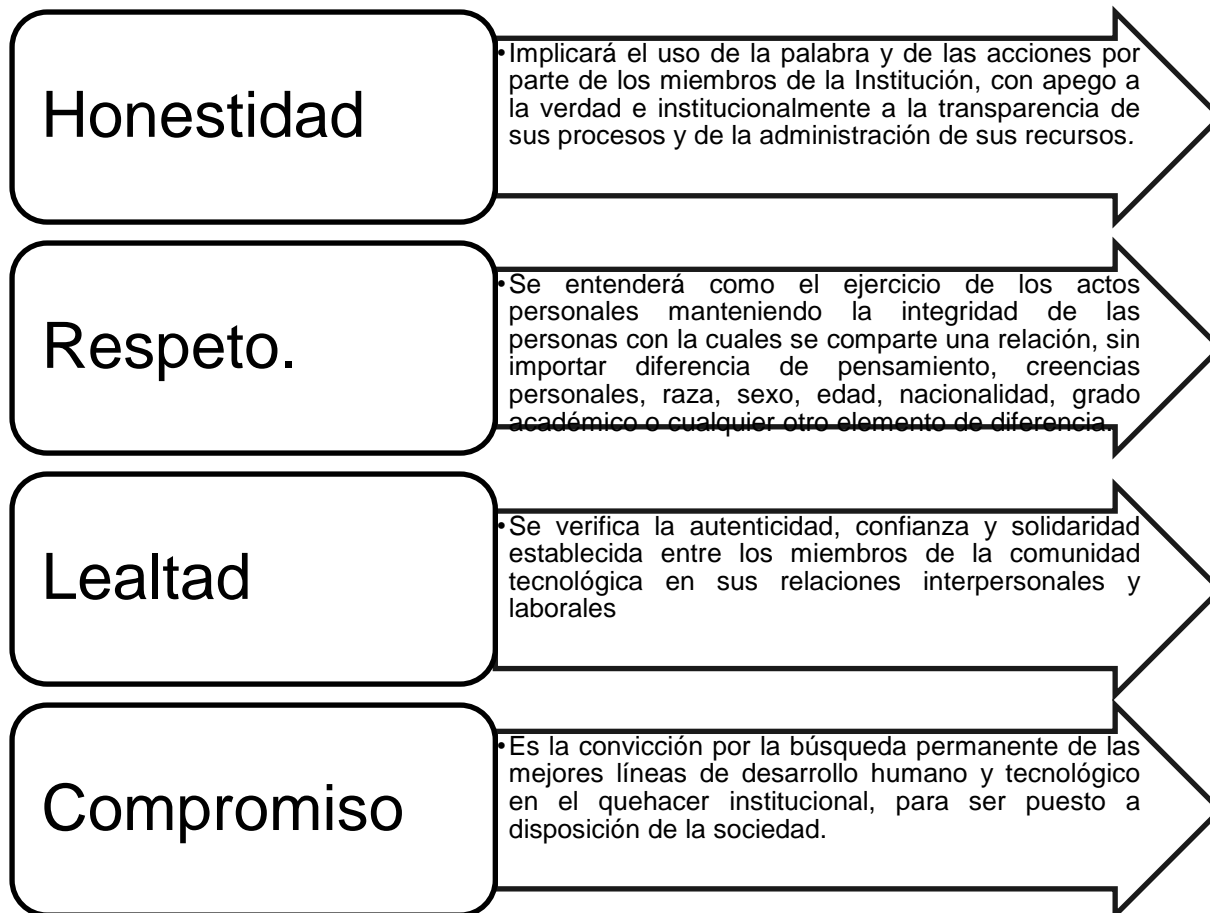 Honestidad
•Implicará el uso de la palabra y de las acciones por
parte de los miembros de la Institución, con apego a
la verdad e institucionalmente a la transparencia de
sus procesos y de la administración de sus recursos.
Respeto.
•Se entenderá como el ejercicio de los actos
personales manteniendo la integridad de las
personas con la cuales se comparte una relación, sin
importar diferencia de pensamiento, creencias
personales, raza, sexo, edad, nacionalidad, grado
académico o cualquier otro elemento de diferencia.
Lealtad
•Se verifica la autenticidad, confianza y solidaridad
establecida entre los miembros de la comunidad
tecnológica en sus relaciones interpersonales y
laborales
Compromiso
•Es la convicción por la búsqueda permanente de las
mejores líneas de desarrollo humano y tecnológico
en el quehacer institucional, para ser puesto a
disposición de la sociedad.